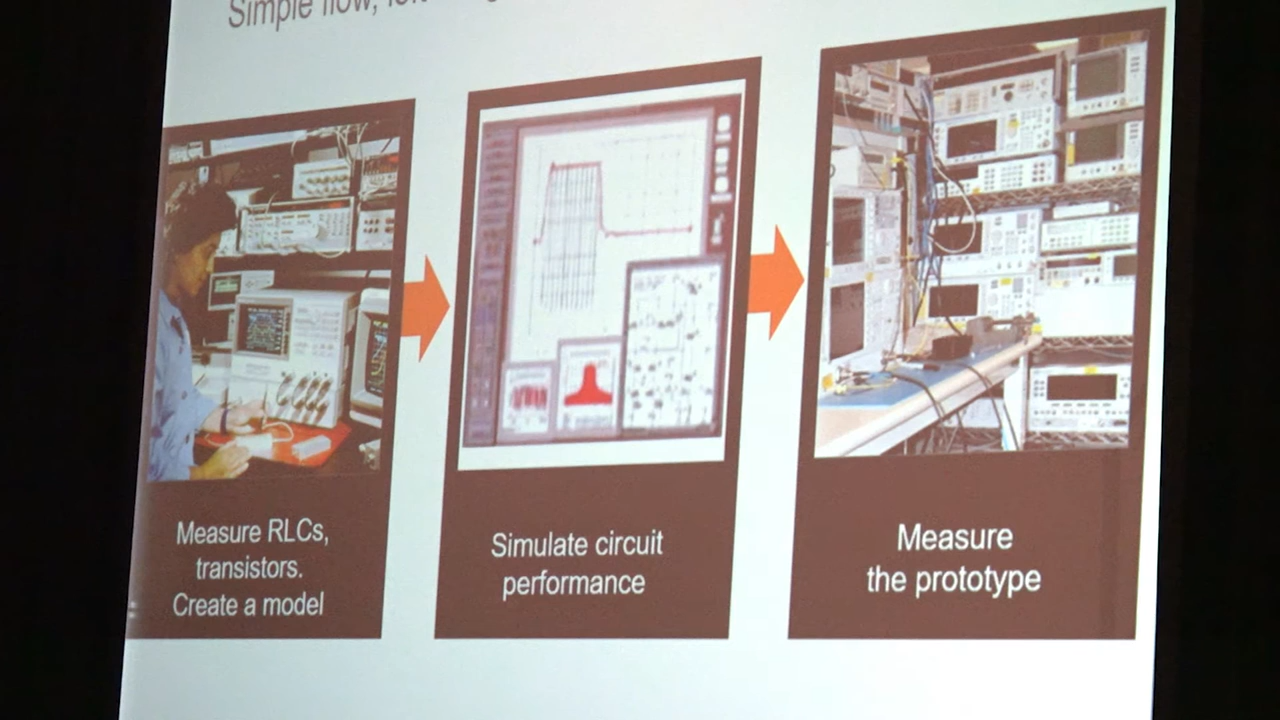 Simple flow,
Measure RLCs,
transistors.
Create a model
Simulate circuit
performance
Measure
the prototype